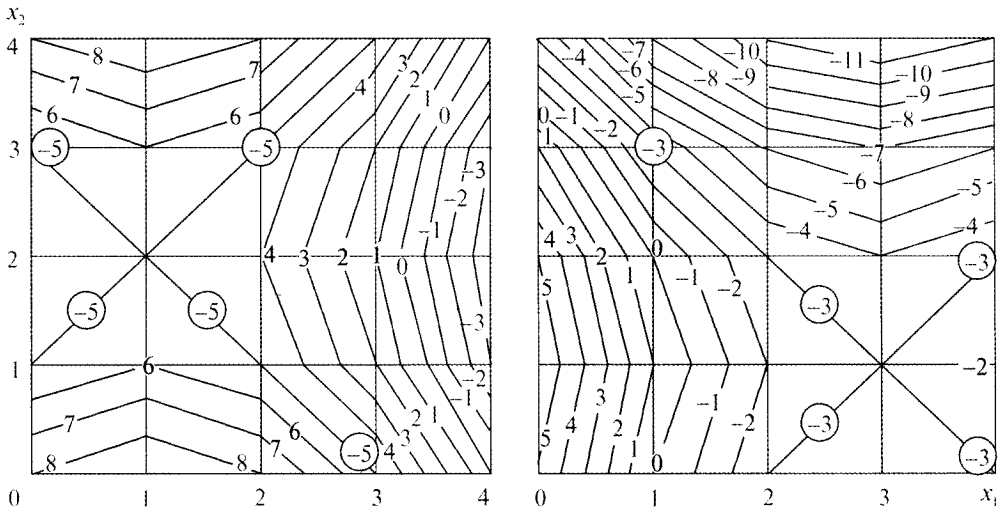 x₂
4 8 3 4 -4 -7 -10 -11
7 7 4 2 -6 -8 -9 -10
6 6 1 -5 -9
0 0 -1 -2 -8
3 -5 -5 -3 1 -3 -7
-2 -6 -5
-1 4 3 -5 -4
2 4 3 2 1 0 2 0 -1 -3
5 1 -2
-5 -5 -3 -3
1 6 -2 -2
-1 3 -1
7 6 2 1 5 4 2 -2 -3
8 8 7 -5 4 3 1 0 -3
0 1 2 3 4 0 1 2 3 x₁